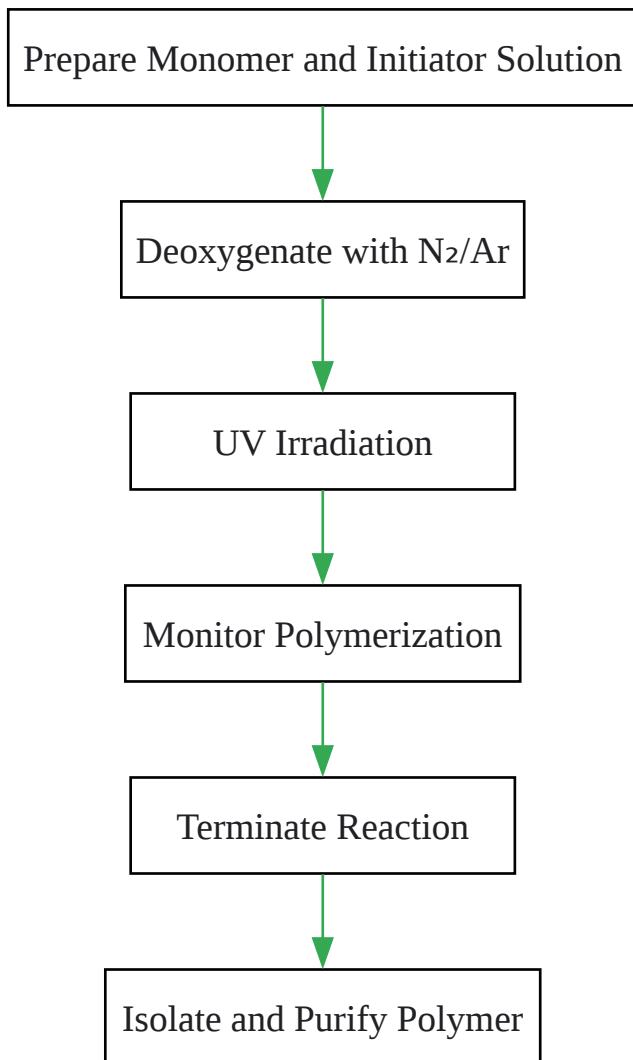 Prepare Monomer and Initiator Solution
Deoxygenate with N₂/Ar
UV Irradiation
Monitor Polymerization
Terminate Reaction
Isolate and Purify Polymer